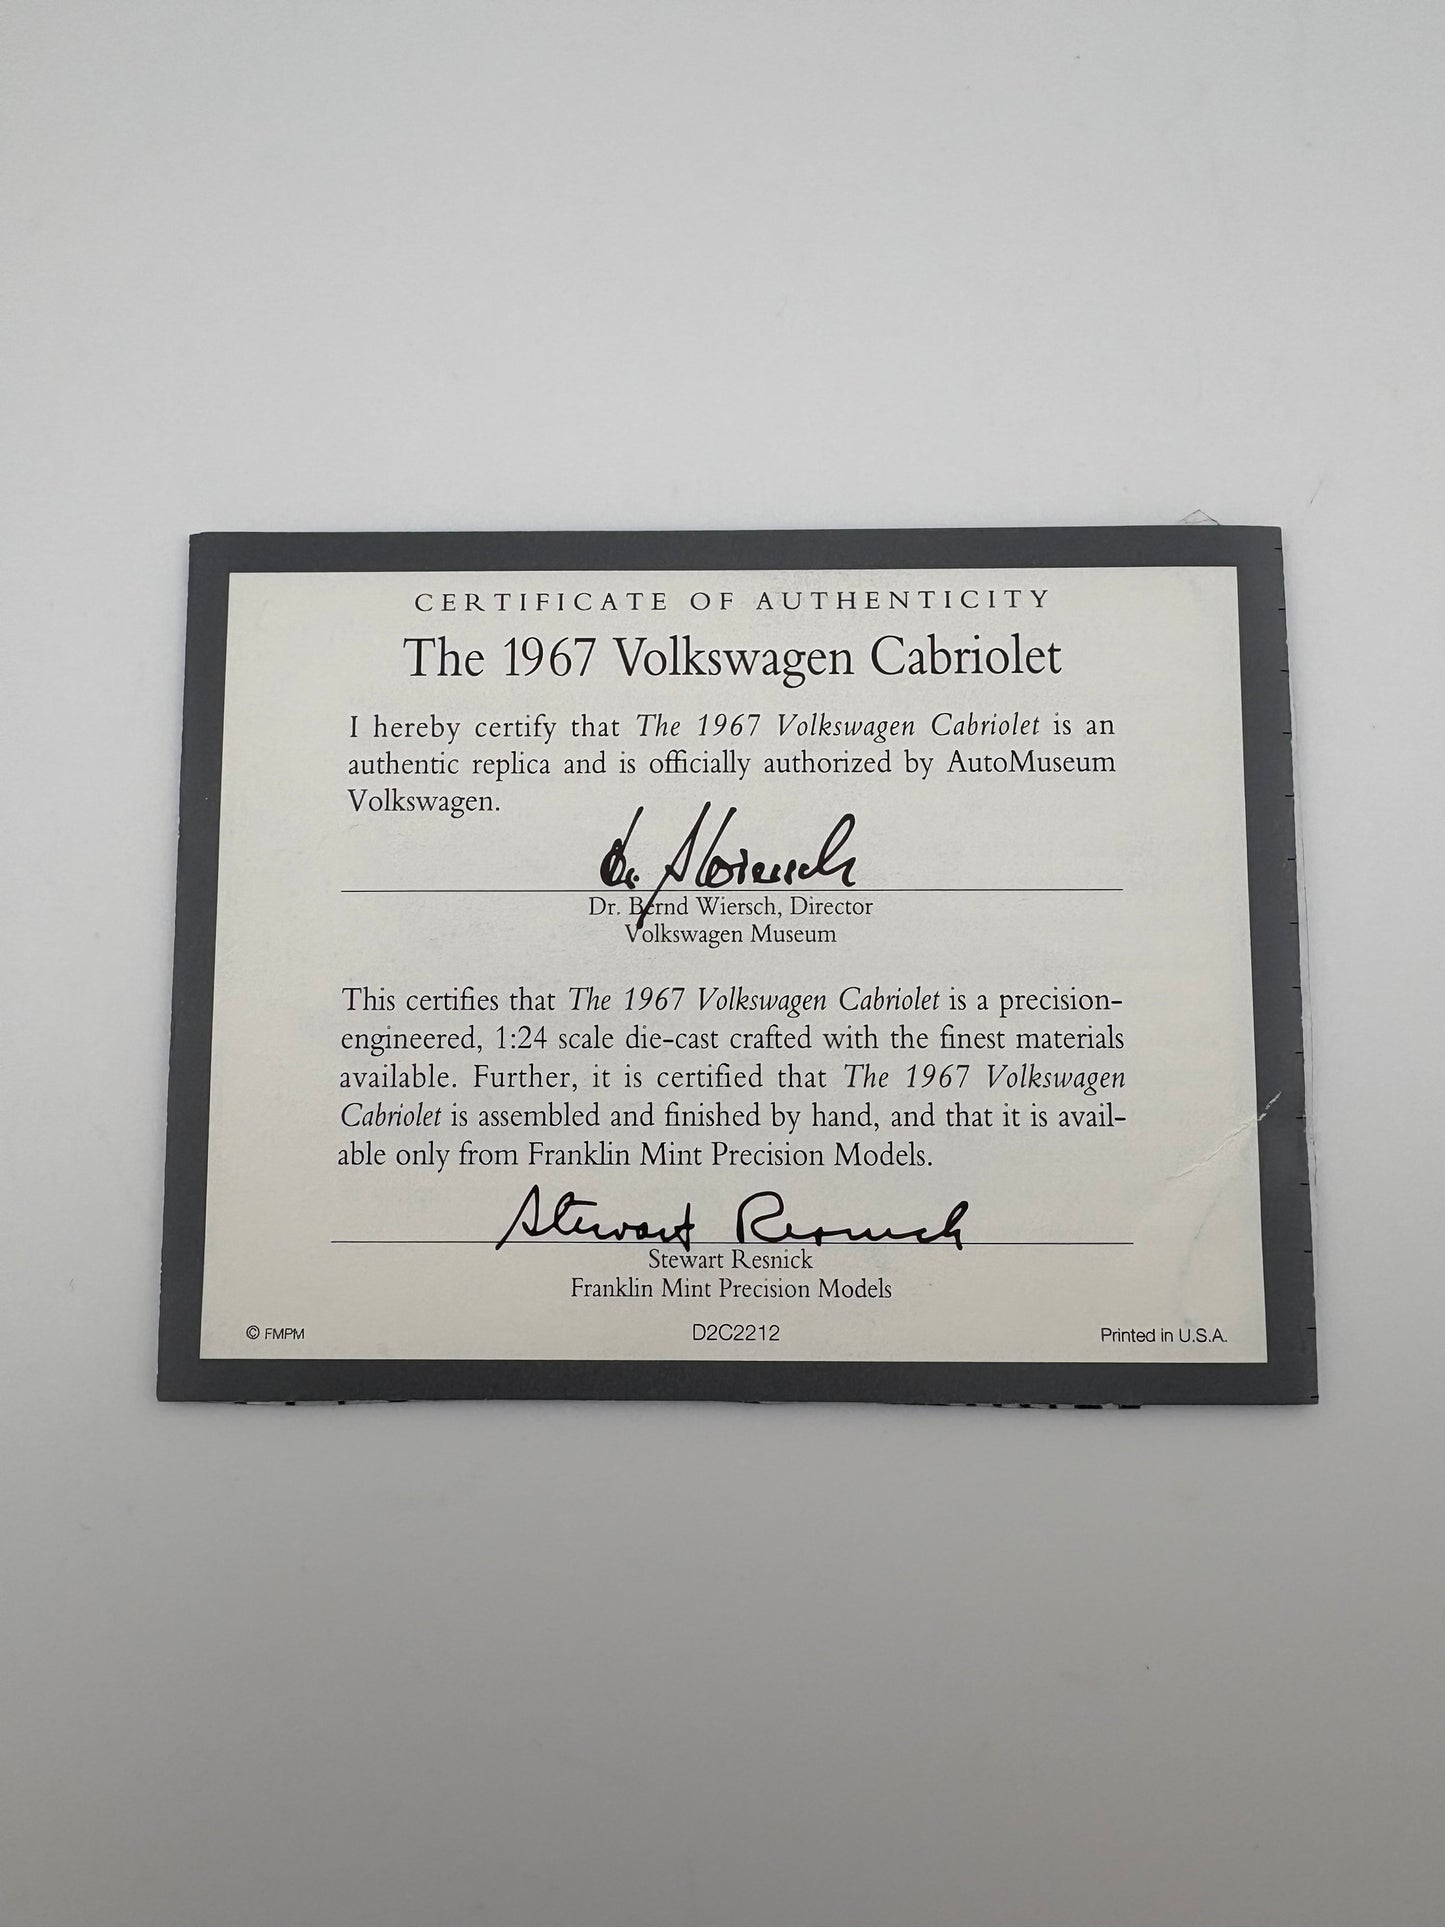 CERTIFICATE OF AUTHENTICITY
The 1967 Volkswagen Cabriolet
I hereby certify that The 1967 Volkswagen Cabriolet is an
authentic replica and is officially authorized by AutoMuseum
Volkswagen.
Dr. Wiersch
Dr. Bernd Wiersch, Director
Volkswagen Museum
This certifies that The 1967 Volkswagen Cabriolet is a precision-
engineered, 1:24 scale die-cast crafted with the finest materials
available. Further, it is certified that The 1967 Volkswagen
Cabriolet is assembled and finished by hand, and that it is avail-
able only from Franklin Mint Precision Models.
Stewart Resnick
Stewart Resnick
Franklin Mint Precision Models
© FMPM D2C2212 Printed in U.S.A.